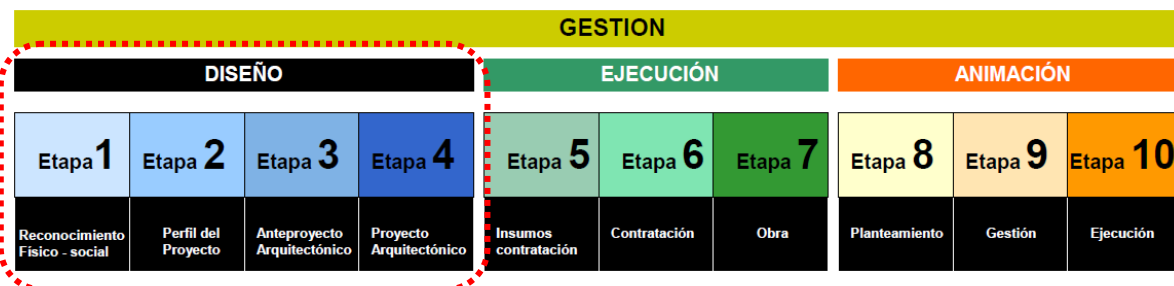 GESTION
DISEÑO
EJECUCIÓN
ANIMACIÓN
Etapa 1
Etapa 2
Etapa 3
Etapa 4
Etapa 5
Etapa 6
Etapa 7
Etapa 8
Etapa 9
Etapa 10
Reconocimiento
Físico - social
Perfil del
Proyecto
Anteproyecto
Arquitectónico
Proyecto
Arquitectónico
Insumos
contratación
Contratación
Obra
Planteamiento
Gestión
Ejecución